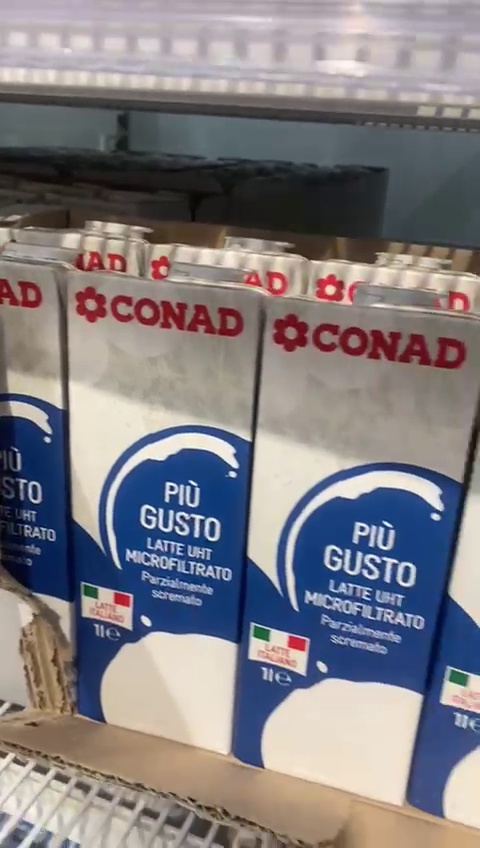 AD
CONAD
CONAD
PIÙ
GUSTO
LATTE UHT
MICROFILTRATO
Parzialmente
scremato
LATTE
ITALIANO
1l e
PIÙ
GUSTO
LATTE UHT
MICROFILTRATO
Parzialmente
scremato
LATTE
ITALIANO
1l e